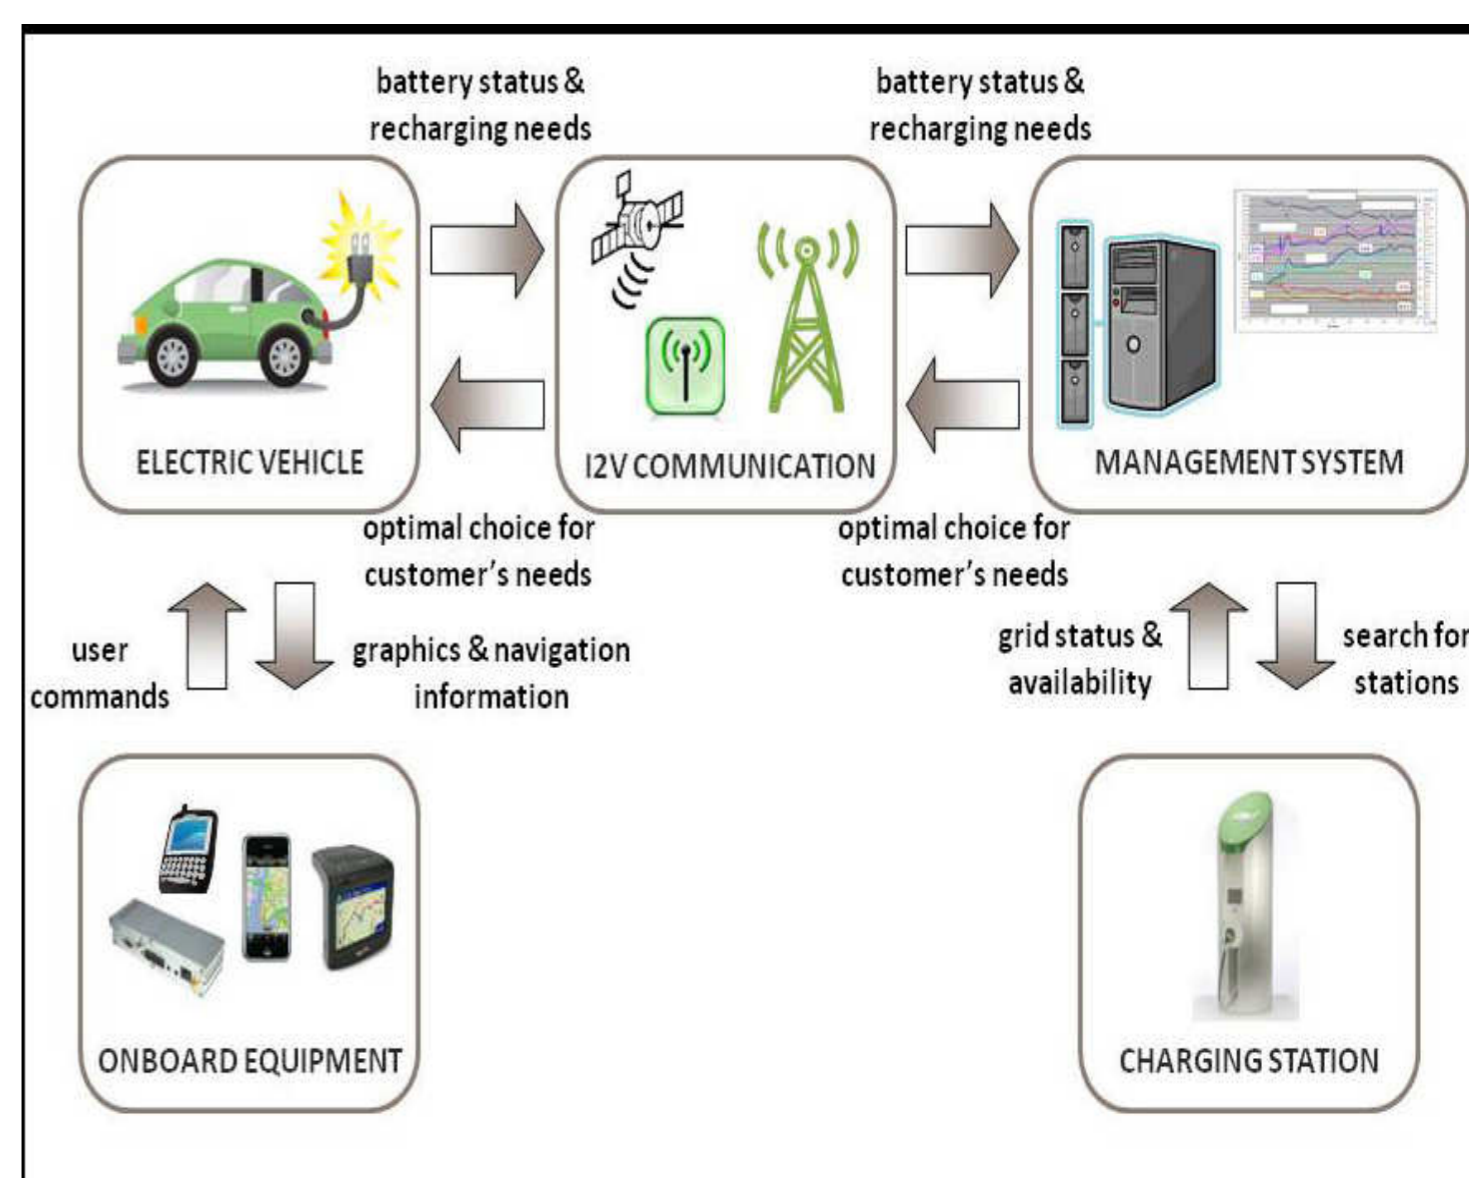 battery status &
recharging needs
battery status &
recharging needs
ELECTRIC VEHICLE
I2V COMMUNICATION
MANAGEMENT SYSTEM
optimal choice for
customer's needs
optimal choice for
customer's needs
user
commands
graphics & navigation
information
grid status &
availability
search for
stations
ONBOARD EQUIPMENT
CHARGING STATION